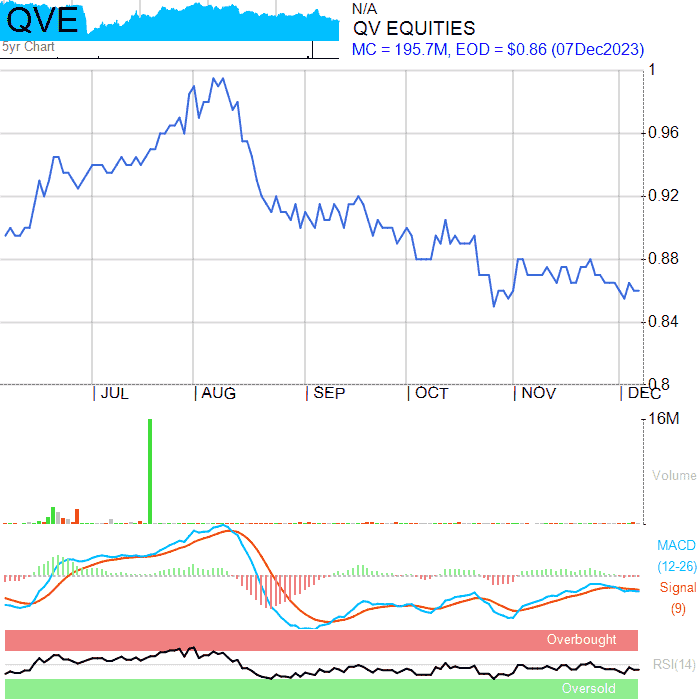 QVE
5yr Chart
N/A
QV EQUITIES
MC = 195.7M, EOD = $0.86 (07Dec2023)
1
0.96
0.92
0.88
0.84
0.8
JUL AUG SEP OCT NOV DEC
16M
Volume
MACD
(12-26)
Signal
(9)
Overbought
RSI(14)
Oversold